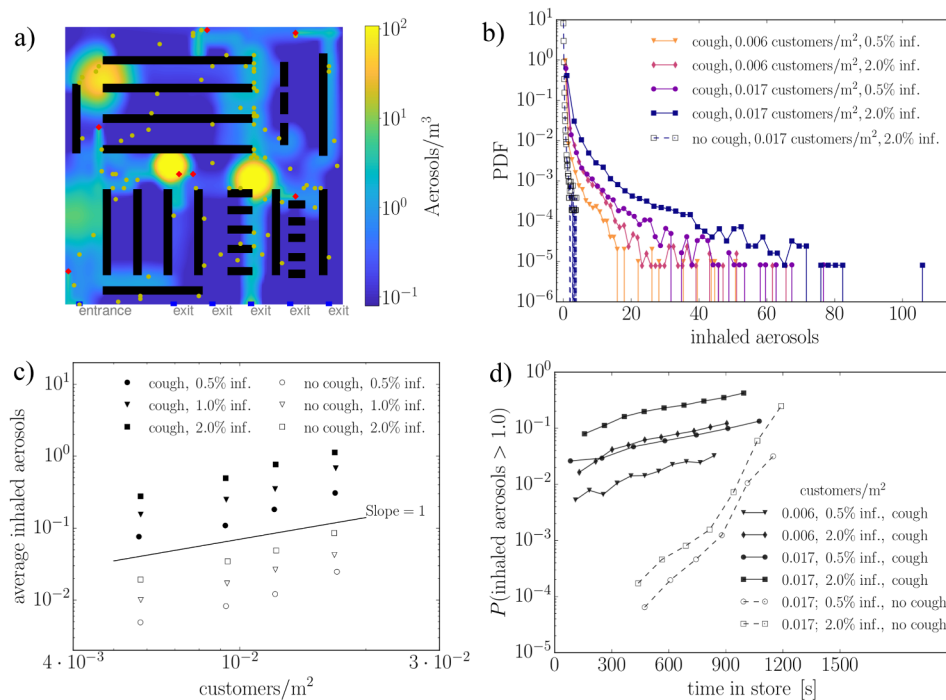 a)
10^2
10^1
10^0
10^-1
Aerosols/m^3
entrance exit exit exit exit exit
b)
PDF
10^1
10^0
10^-1
10^-2
10^-3
10^-4
10^-5
10^-6
cough, 0.006 customers/m^2, 0.5% inf.
cough, 0.006 customers/m^2, 2.0% inf.
cough, 0.017 customers/m^2, 0.5% inf.
cough, 0.017 customers/m^2, 2.0% inf.
no cough, 0.017 customers/m^2, 2.0% inf.
0 20 40 60 80 100
inhaled aerosols
c)
average inhaled aerosols
10^1
10^0
10^-1
10^-2
cough, 0.5% inf. no cough, 0.5% inf.
cough, 1.0% inf. no cough, 1.0% inf.
cough, 2.0% inf. no cough, 2.0% inf.
Slope = 1
4 × 10^-3 10^-2 3 × 10^-2
customers/m^2
d)
P(inhaled aerosols > 1.0)
10^0
10^-1
10^-2
10^-3
10^-4
10^-5
customers/m^2
0.006, 0.5% inf., cough
0.006, 2.0% inf., cough
0.017, 0.5% inf., cough
0.017, 2.0% inf., cough
0.017; 0.5% inf., no cough
0.017; 2.0% inf., no cough
0 300 600 900 1200 1500
time in store [s]